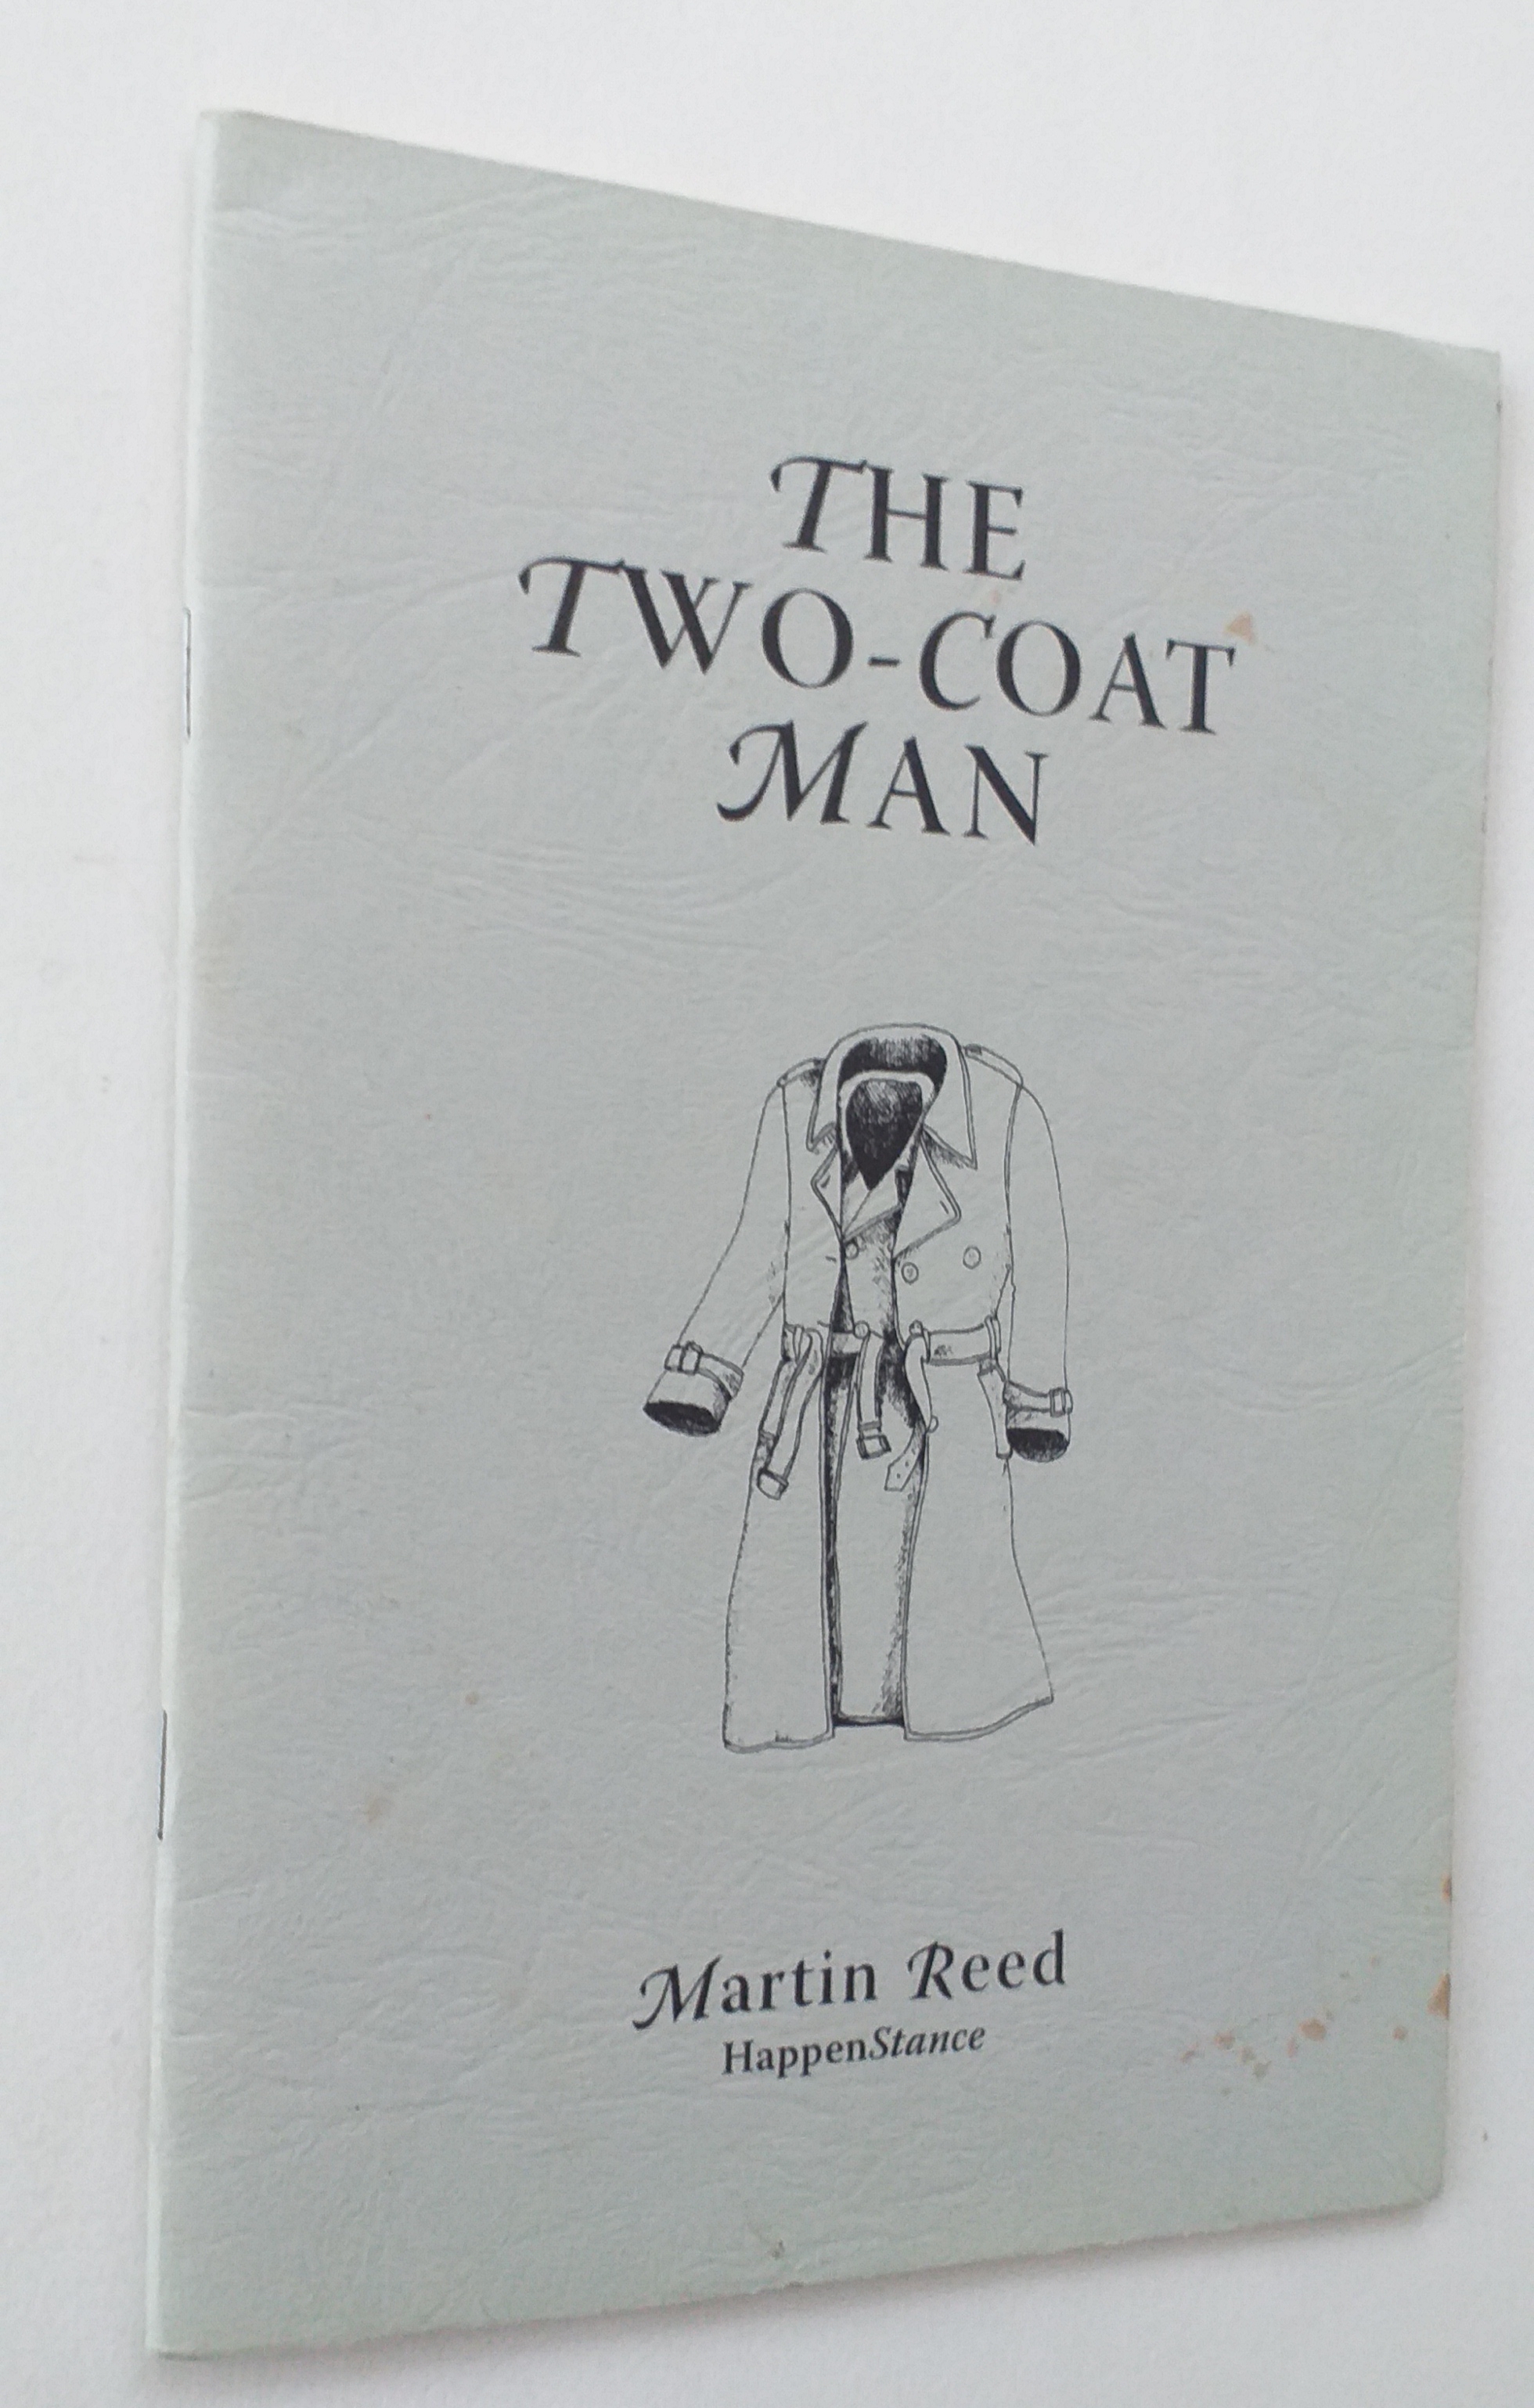 THE
TWO-COAT
MAN
Martin Reed
HappenStance